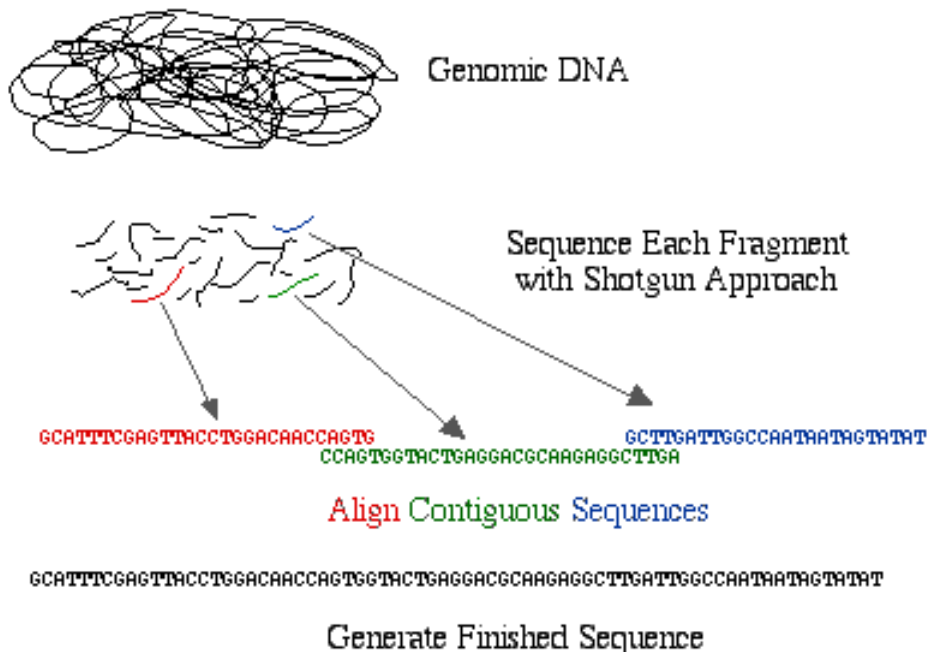 Genomic DNA
Sequence Each Fragment
with Shotgun Approach
GCATTTCGAGTTACCTGGACAACCAGTG
GCTTGATTGGCCAATAATAGTATAT
CCAGTGGTACTGAGGACGCAAGAGGCTTGA
Align Contiguous Sequences
GCATTTCGAGTTACCTGGACAACCAGTGGTACTGAGGACGCAAGAGGCTTGATTGGCCAATAATAGTATAT
Generate Finished Sequence